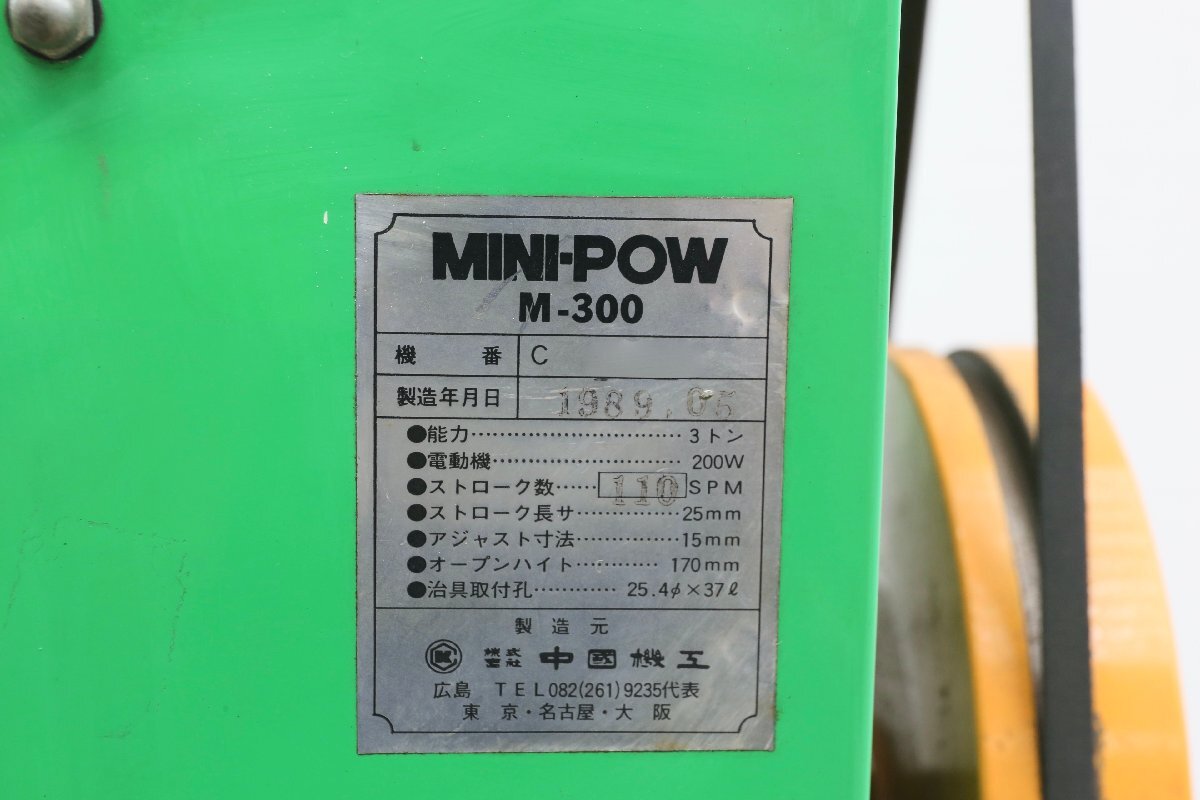 MINI-POW
M-300
機番 C
製造年月日 1989.05
●能力………………………… 3トン
●電動機……………………… 200W
●ストローク数…… 110 SPM
●ストローク長サ…………… 25mm
●アジャスト寸法…………… 15mm
●オープンハイト………… 170mm
●治具取付孔………… 25.4φ×37ℓ
製造元
株式会社 中國機工
広島 TEL082(261)9235代表
東京・名古屋・大阪